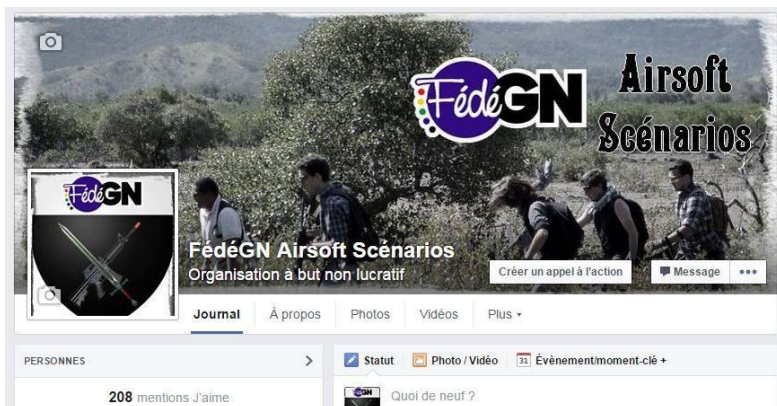 FédéGN
Airsoft
Scénarios
FédéGN
FédéGN Airsoft Scénarios
Organisation à but non lucratif
Créer un appel à l'action
Message
Journal À propos Photos Vidéos Plus
PERSONNES
Statut Photo / Vidéo 31 Évènement/moment-clé +
208 mentions J'aime
FédéGN
Quoi de neuf ?